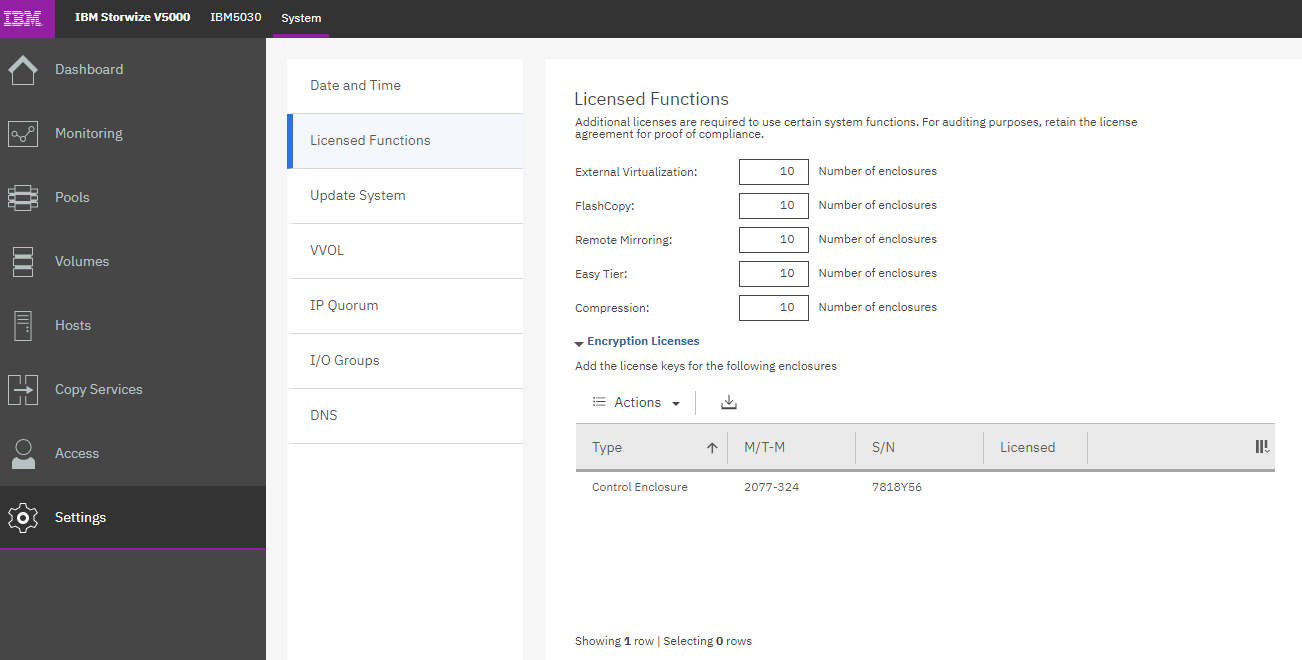 IBM IBM Storwize V5000 IBM5030 System
Dashboard
Monitoring
Pools
Volumes
Hosts
Copy Services
Access
Settings
Date and Time
Licensed Functions
Update System
VVOL
IP Quorum
I/O Groups
DNS
Licensed Functions
Additional licenses are required to use certain system functions. For auditing purposes, retain the license
agreement for proof of compliance.
External Virtualization: 10 Number of enclosures
FlashCopy: 10 Number of enclosures
Remote Mirroring: 10 Number of enclosures
Easy Tier: 10 Number of enclosures
Compression: 10 Number of enclosures
Encryption Licenses
Add the license keys for the following enclosures
Actions
Type M/T-M S/N Licensed
Control Enclosure 2077-324 7818Y56
Showing 1 row | Selecting 0 rows